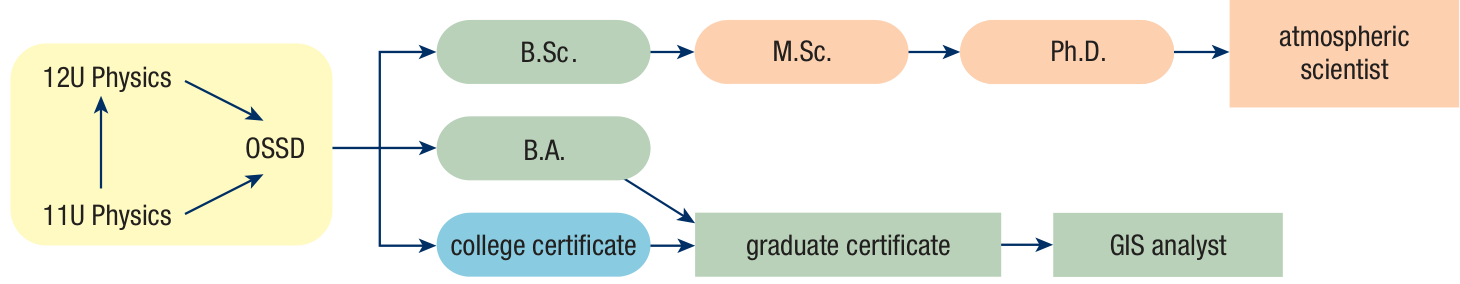 12U Physics
11U Physics
OSSD
B.Sc.
M.Sc.
Ph.D.
atmospheric
scientist
B.A.
college certificate
graduate certificate
GIS analyst